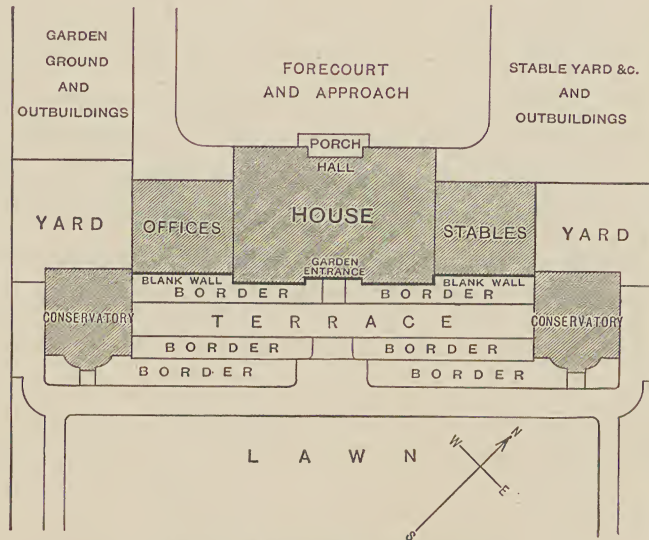 GARDEN
GROUND
AND
OUTBUILDINGS
FORECOURT
AND APPROACH
STABLE YARD &c.
AND
OUTBUILDINGS
PORCH
HALL
YARD
OFFICES
HOUSE
STABLES
YARD
GARDEN
ENTRANCE
BLANK WALL
BLANK WALL
BORDER
BORDER
CONSERVATORY
TERRACE
CONSERVATORY
BORDER
BORDER
BORDER
BORDER
LAWN
N
W
E
S